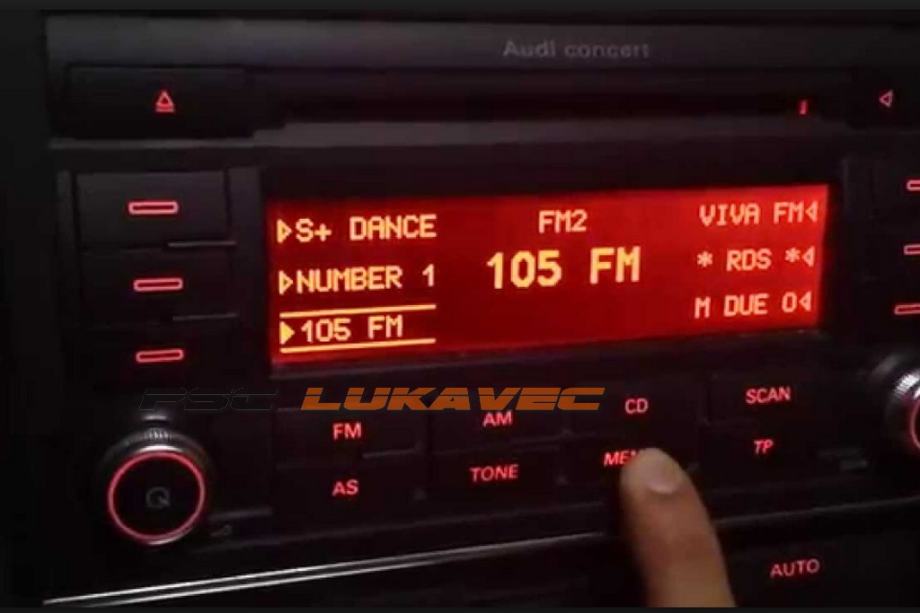 Audi concert
S+ DANCE
FM2
VIVA FM
NUMBER 1
105 FM
* RDS *
105 FM
M DUE O
PSC LUKAVEC
FM
AM
CD
SCAN
AS
TONE
TP
AUTO